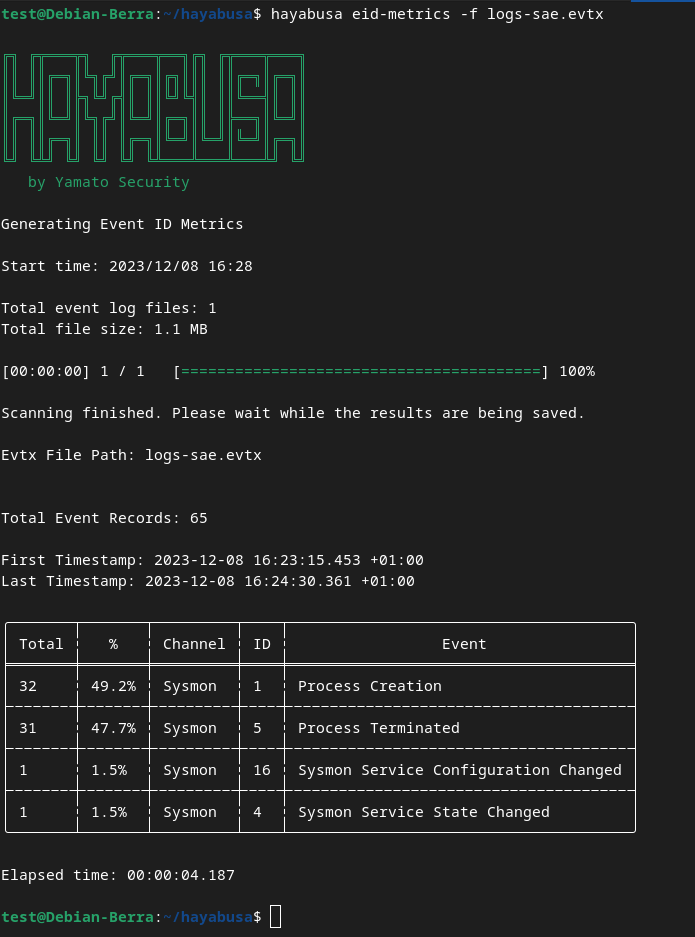 test@Debian-Berra:~/hayabusa$ hayabusa eid-metrics -f logs-sae.evtx
HAYABUSA
by Yamato Security
Generating Event ID Metrics
Start time: 2023/12/08 16:28
Total event log files: 1
Total file size: 1.1 MB
[00:00:00] 1 / 1   [========================================] 100%
Scanning finished. Please wait while the results are being saved.
Evtx File Path: logs-sae.evtx
Total Event Records: 65
First Timestamp: 2023-12-08 16:23:15.453 +01:00
Last Timestamp: 2023-12-08 16:24:30.361 +01:00
Total % Channel ID Event
32 49.2% Sysmon 1 Process Creation
31 47.7% Sysmon 5 Process Terminated
1 1.5% Sysmon 16 Sysmon Service Configuration Changed
1 1.5% Sysmon 4 Sysmon Service State Changed
Elapsed time: 00:00:04.187
test@Debian-Berra:~/hayabusa$